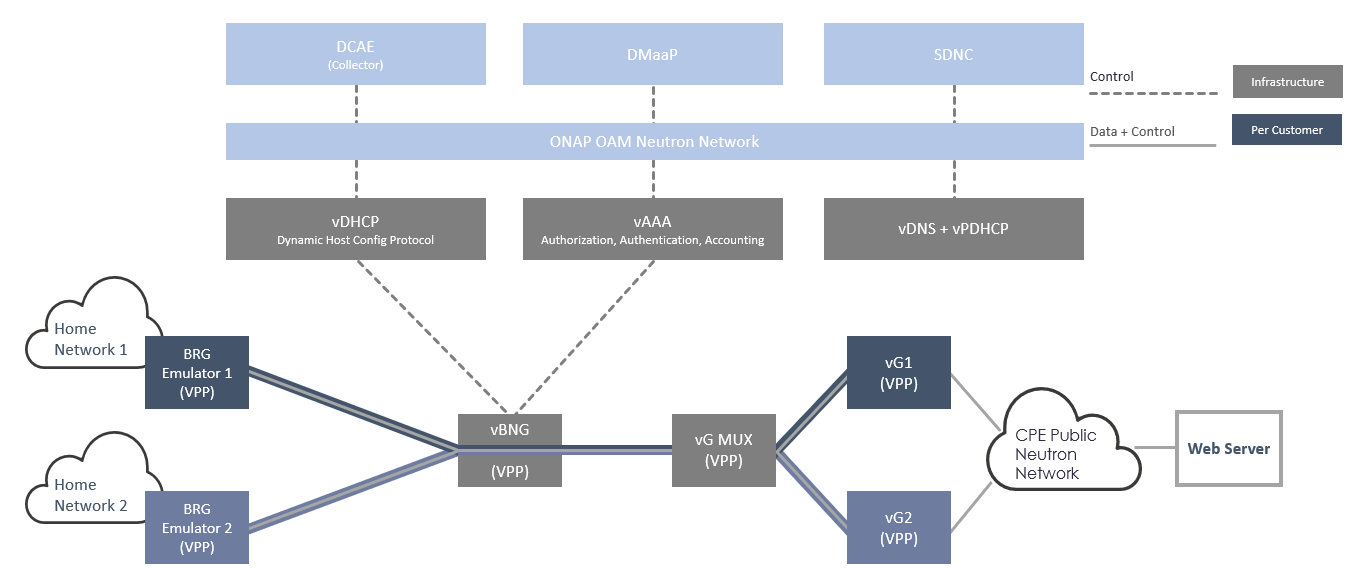 DCAE
(Collector)
DMaaP
SDNC
Control
Infrastructure
Data + Control
Per Customer
ONAP OAM Neutron Network
vDHCP
Dynamic Host Config Protocol
vAAA
Authorization, Authentication, Accounting
vDNS + vPDHCP
Home
Network 1
BRG
Emulator 1
(VPP)
vG1
(VPP)
vBNG
(VPP)
vG MUX
(VPP)
CPE Public
Neutron
Network
Web Server
Home
Network 2
BRG
Emulator 2
(VPP)
vG2
(VPP)